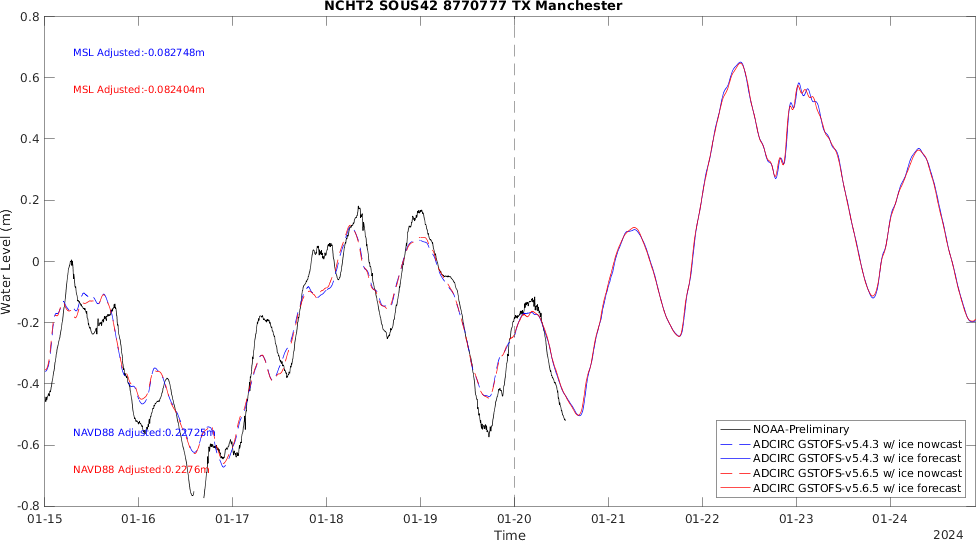 NCHT2 SOUS42 8770777 TX Manchester
0.8
MSL Adjusted:-0.082748m
0.6
MSL Adjusted:-0.082404m
0.4
0.2
0
Water Level (m)
-0.2
-0.4
NAVD88 Adjusted:0.22725m
-0.6
NAVD88 Adjusted:0.2276m
-0.8
NOAA-Preliminary
ADCIRC GSTOFS-v5.4.3 w/ ice nowcast
ADCIRC GSTOFS-v5.4.3 w/ ice forecast
ADCIRC GSTOFS-v5.6.5 w/ ice nowcast
ADCIRC GSTOFS-v5.6.5 w/ ice forecast
01-15 01-16 01-17 01-18 01-19 01-20 01-21 01-22 01-23 01-24
Time
2024